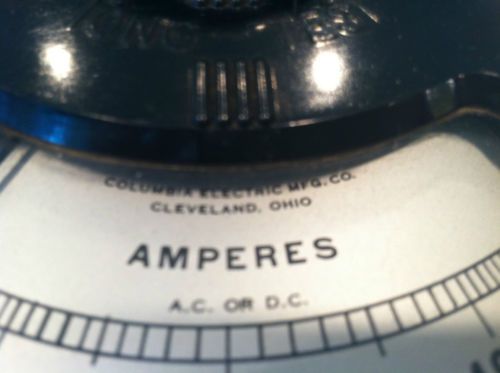 COLUMBIA ELECTRIC MFG. CO.
CLEVELAND, OHIO
AMPERES
A.C. OR D.C.